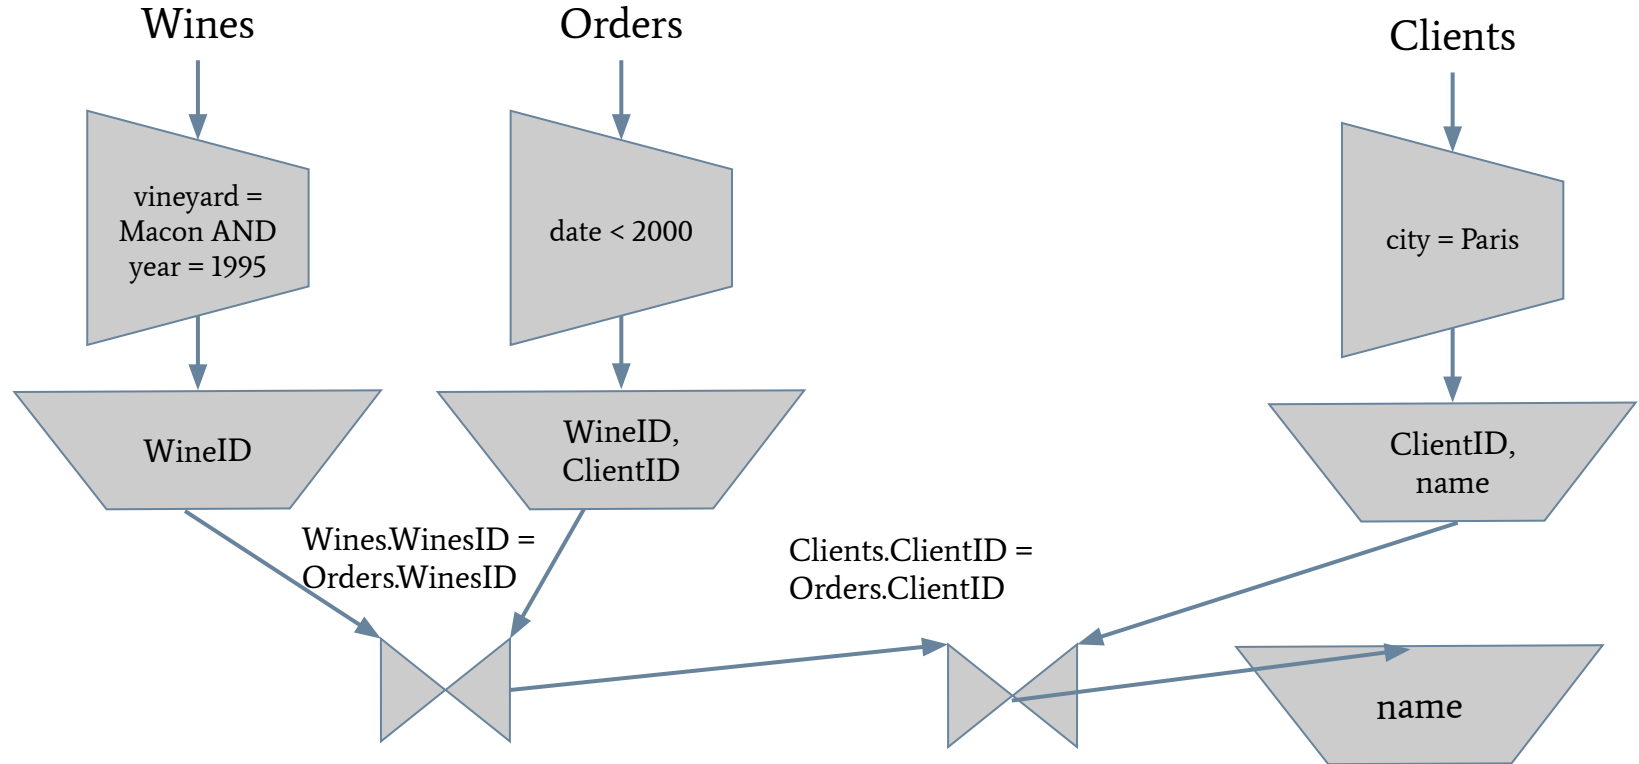 Wines
Orders
Clients
vineyard =
Macon AND
year = 1995
date < 2000
city = Paris
WineID
WineID,
ClientID
ClientID,
name
Wines.WinesID =
Orders.WinesID
Clients.ClientID =
Orders.ClientID
name